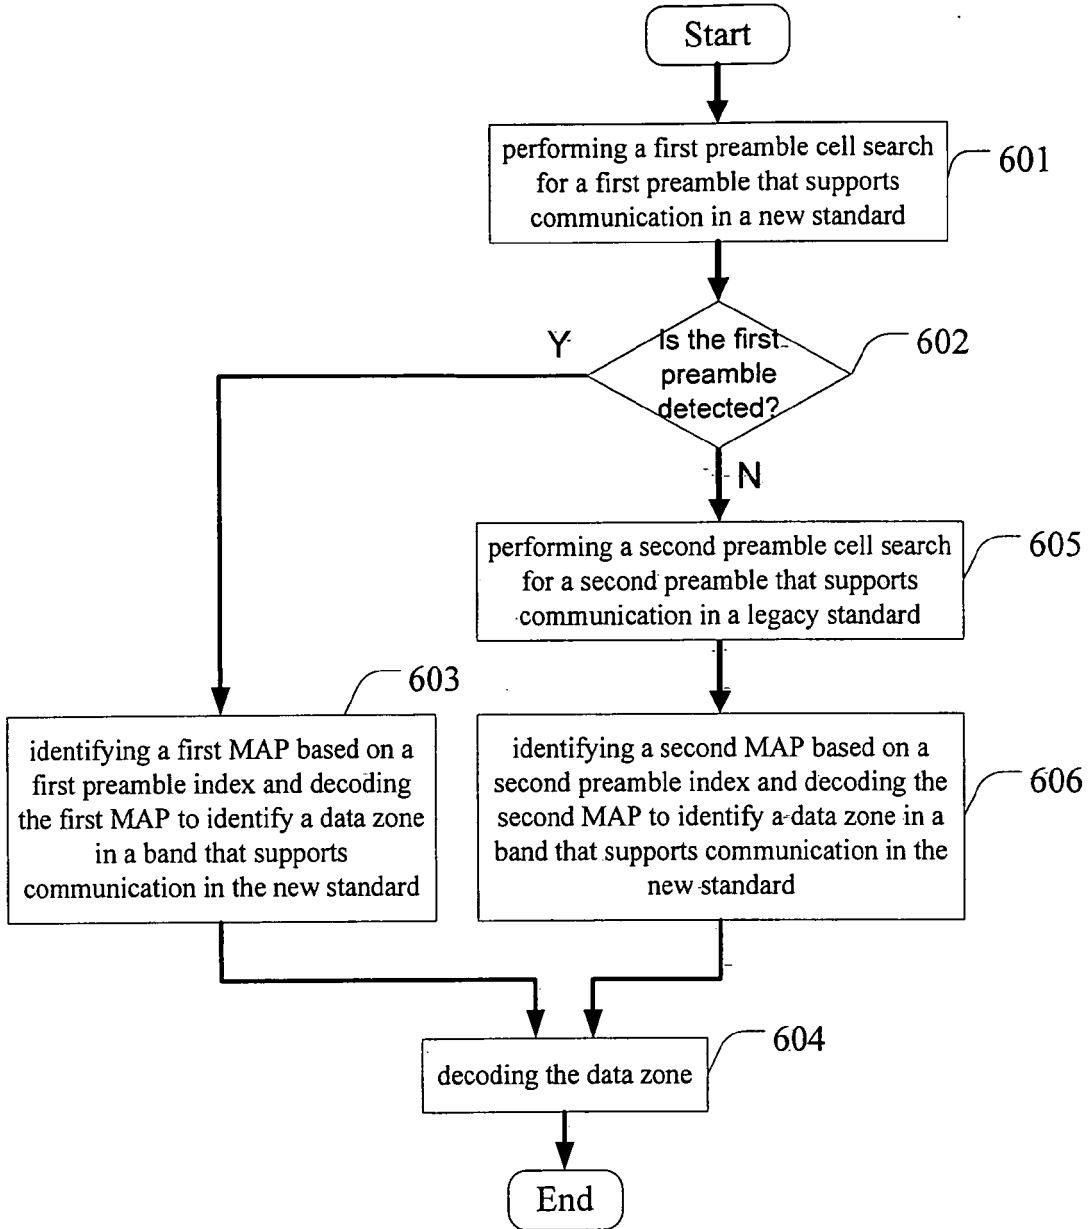 Start
performing a first preamble cell search
for a first preamble that supports
communication in a new standard
601
Is the first
preamble
detected?
602
Y
N
performing a second preamble cell search
for a second preamble that supports
communication in a legacy standard
605
603
identifying a first MAP based on a
first preamble index and decoding
the first MAP to identify a data zone
in a band that supports
communication in the new standard
identifying a second MAP based on a
second preamble index and decoding the
second MAP to identify a data zone in a
band that supports communication in the
new standard
606
decoding the data zone
604
End